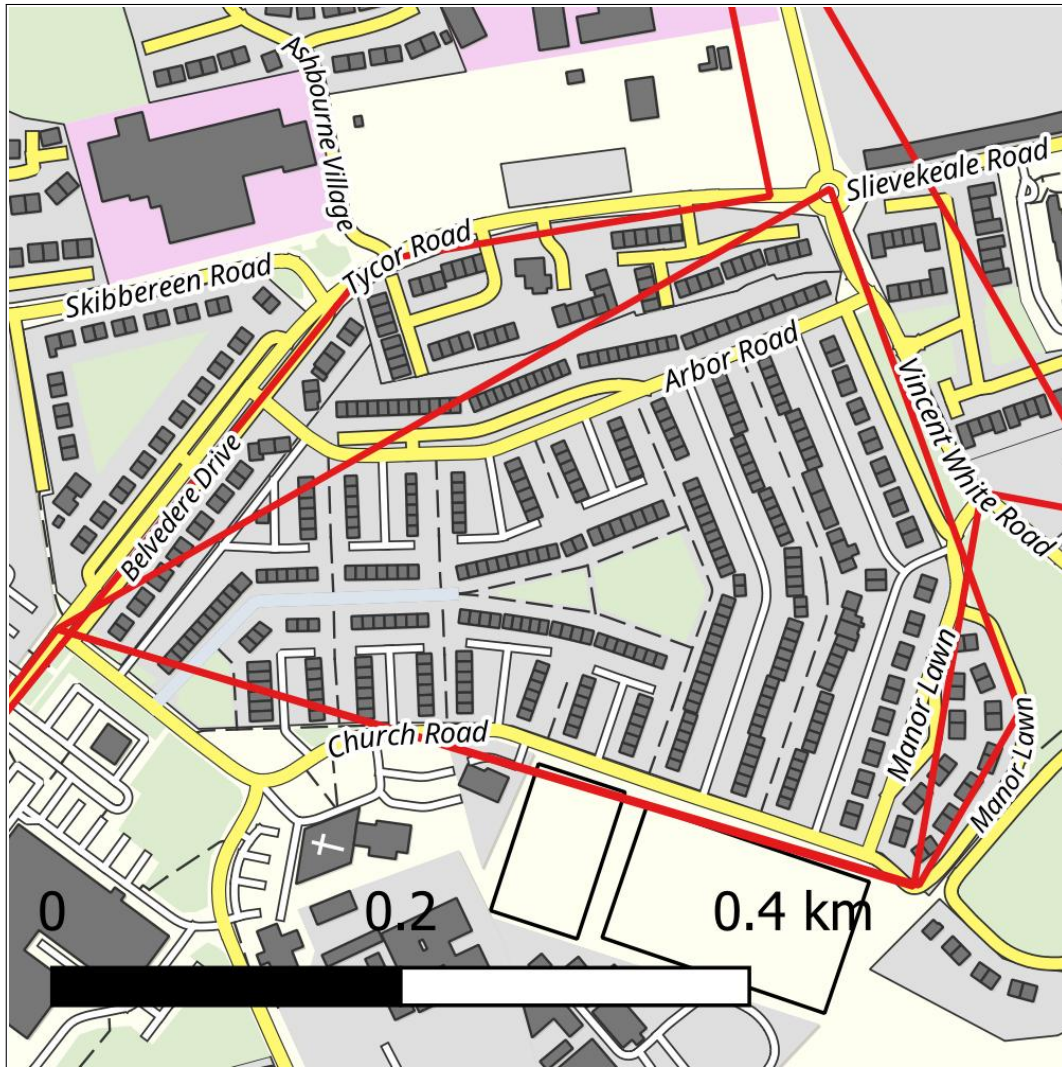 Ashbourne Village
Slievekeale Road
Tycor Road
Skibbereen Road
Arbor Road
Vincent White Road
Belvedere Drive
Manor Lawn
Church Road
Manor Lawn
0
0.2
0.4 km